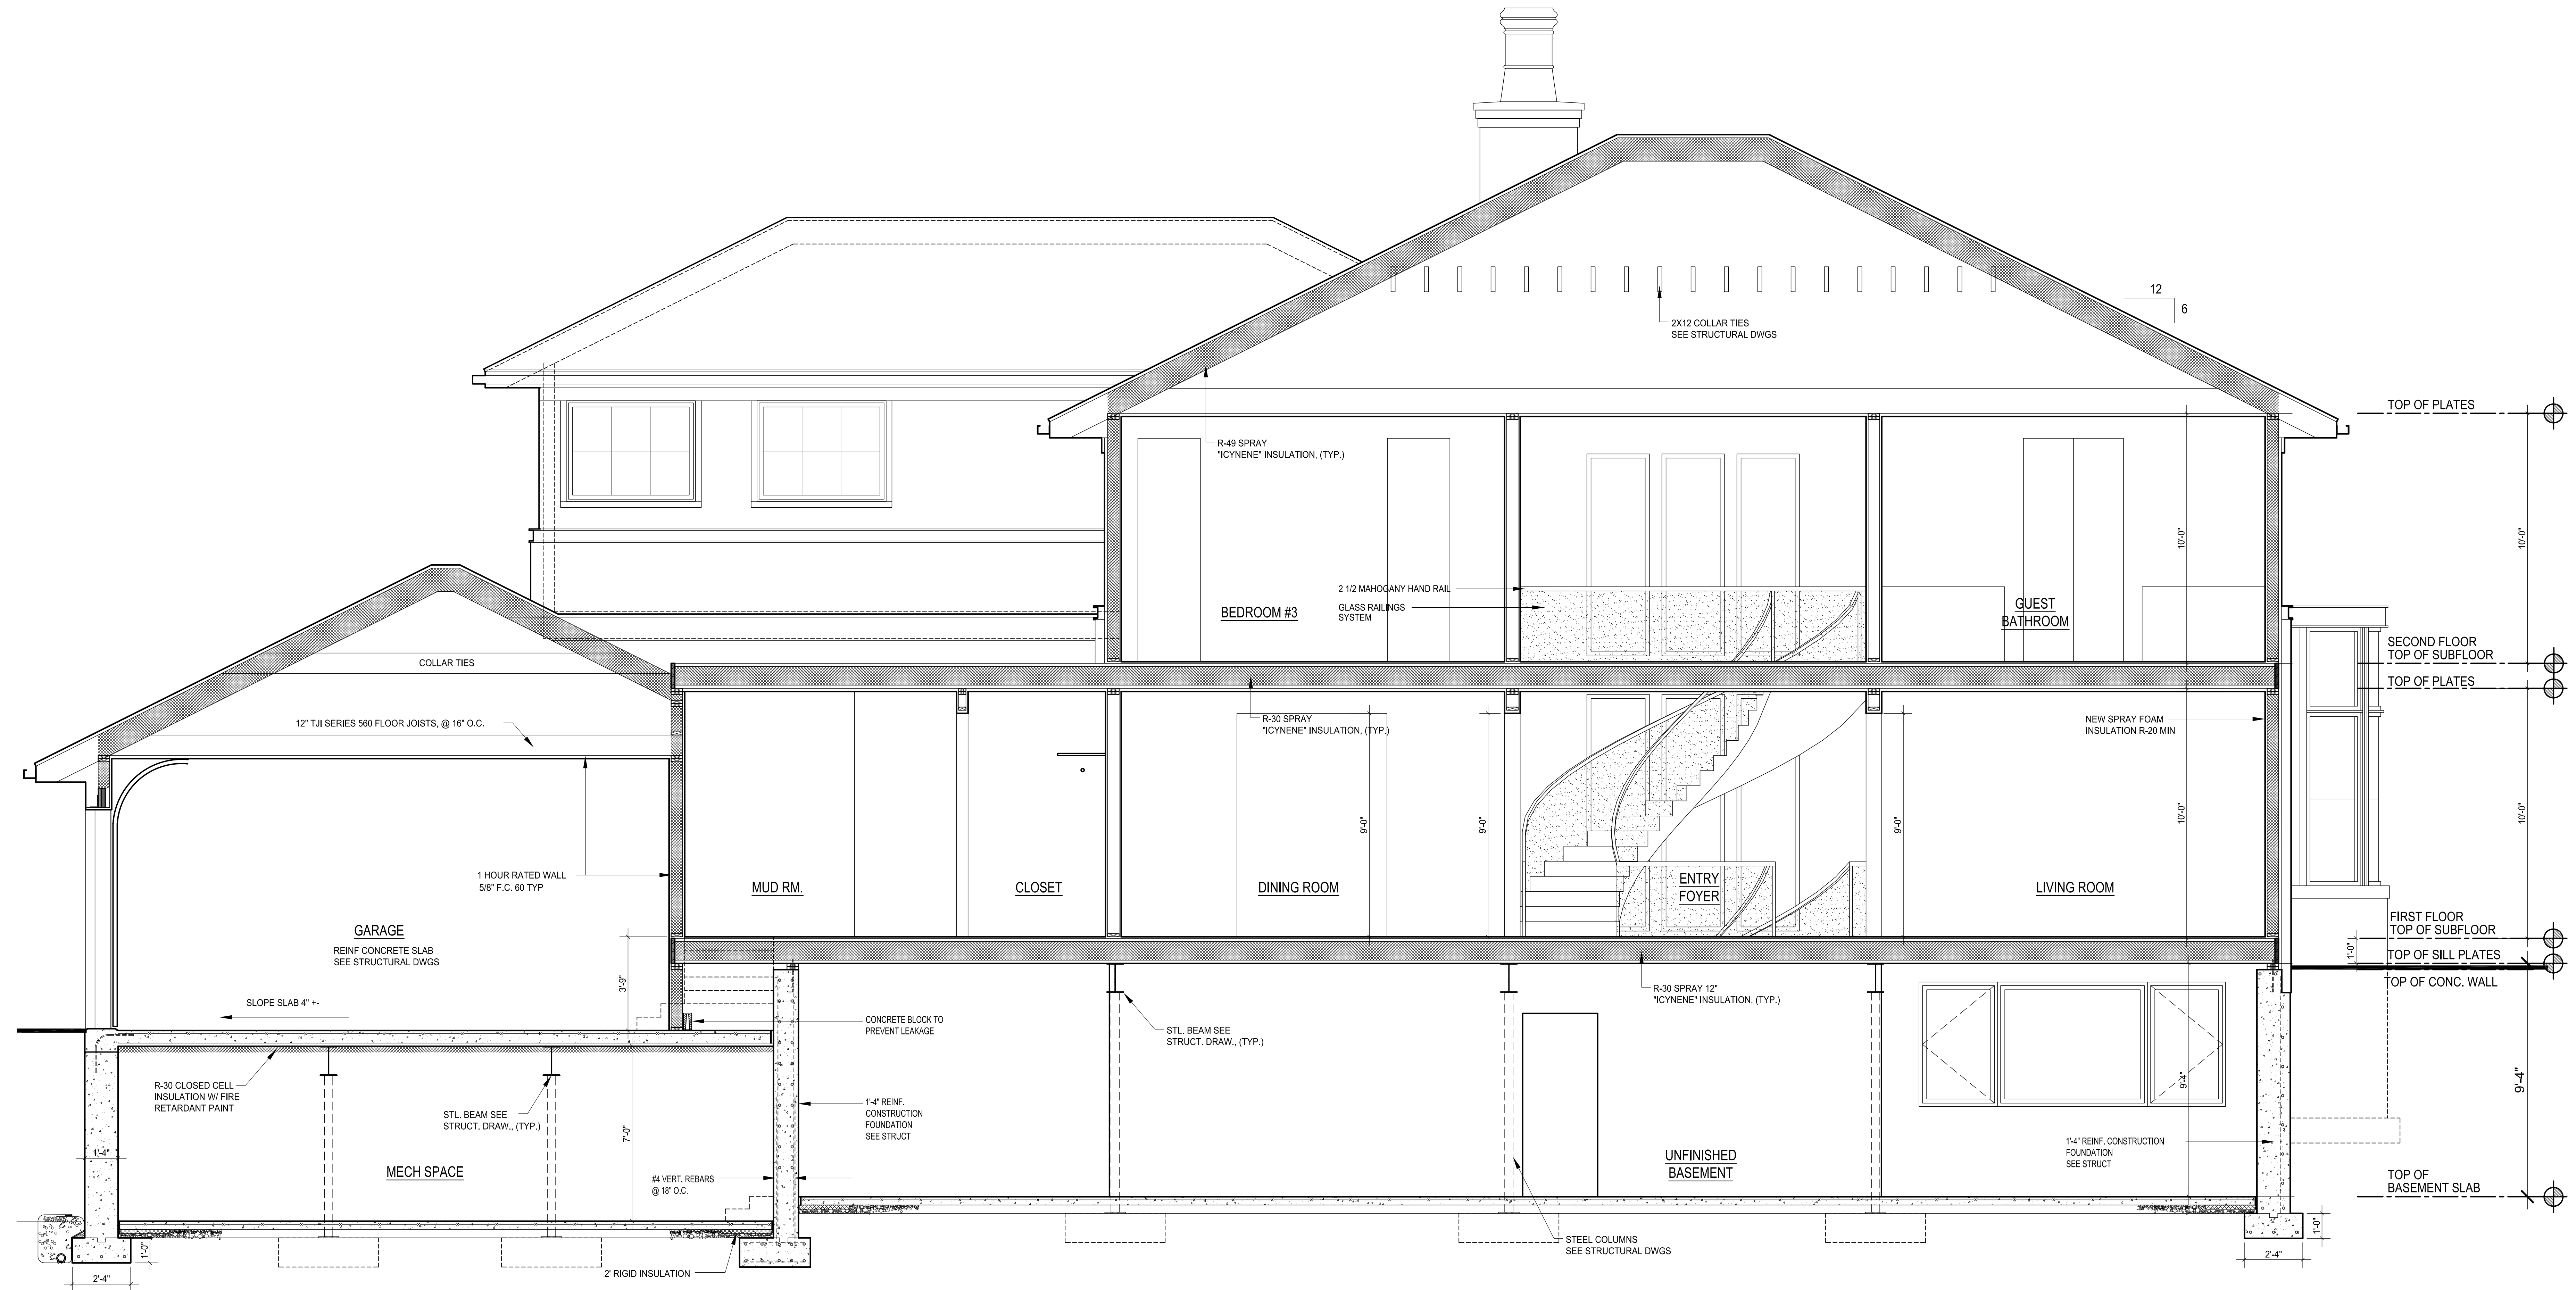 12
6
2X12 COLLAR TIES
SEE STRUCTURAL DWGS
TOP OF PLATES
R-49 SPRAY
"ICYNENE" INSULATION, (TYP.)
10'-0"
10'-0"
2 1/2 MAHOGANY HAND RAIL
GLASS RAILINGS
SYSTEM
BEDROOM #3
GUEST
BATHROOM
SECOND FLOOR
TOP OF SUBFLOOR
TOP OF PLATES
COLLAR TIES
12" TJI SERIES 560 FLOOR JOISTS, @ 16" O.C.
R-30 SPRAY
"ICYNENE" INSULATION, (TYP.)
NEW SPRAY FOAM
INSULATION R-20 MIN
9'-0"
9'-0"
9'-0"
10'-0"
10'-0"
1 HOUR RATED WALL
5/8" F.C. 60 TYP
MUD RM.
CLOSET
DINING ROOM
ENTRY
FOYER
LIVING ROOM
GARAGE
REINF CONCRETE SLAB
SEE STRUCTURAL DWGS
FIRST FLOOR
TOP OF SUBFLOOR
1'-0"
TOP OF SILL PLATES
TOP OF CONC. WALL
3'-9"
SLOPE SLAB 4" +-
R-30 SPRAY 12"
"ICYNENE" INSULATION, (TYP.)
CONCRETE BLOCK TO
PREVENT LEAKAGE
STL. BEAM SEE
STRUCT. DRAW., (TYP.)
R-30 CLOSED CELL
INSULATION W/ FIRE
RETARDANT PAINT
STL. BEAM SEE
STRUCT. DRAW., (TYP.)
1'-4" REINF.
CONSTRUCTION
FOUNDATION
SEE STRUCT
9'-4"
9'-4"
7'-0"
1'-4"
MECH SPACE
#4 VERT. REBARS
@ 18" O.C.
UNFINISHED
BASEMENT
1'-4" REINF. CONSTRUCTION
FOUNDATION
SEE STRUCT
TOP OF
BASEMENT SLAB
1'-0"
2'-4"
2' RIGID INSULATION
STEEL COLUMNS
SEE STRUCTURAL DWGS
1'-0"
2'-4"